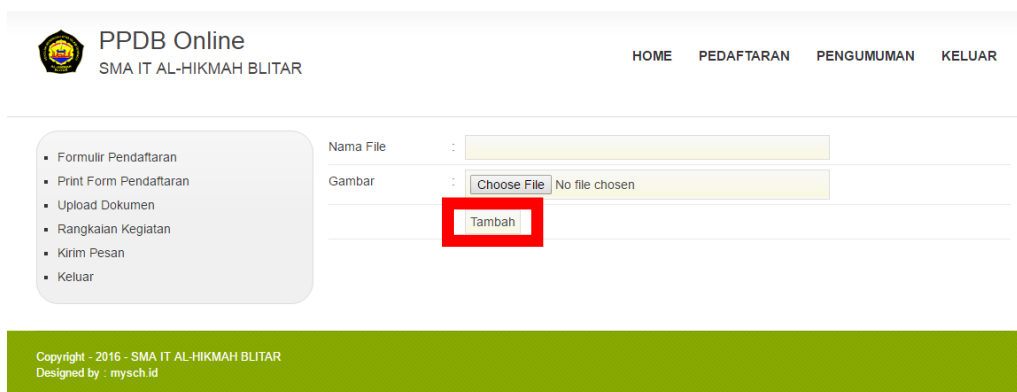 PPDB Online
SMA IT AL-HIKMAH BLITAR
HOME PEDAFTARAN PENGUMUMAN KELUAR
Formulir Pendaftaran
Print Form Pendaftaran
Upload Dokumen
Rangkaian Kegiatan
Kirim Pesan
Keluar
Nama File :
Gambar : Choose File No file chosen
Tambah
Copyright - 2016 - SMA IT AL-HIKMAH BLITAR
Designed by : mysch.id